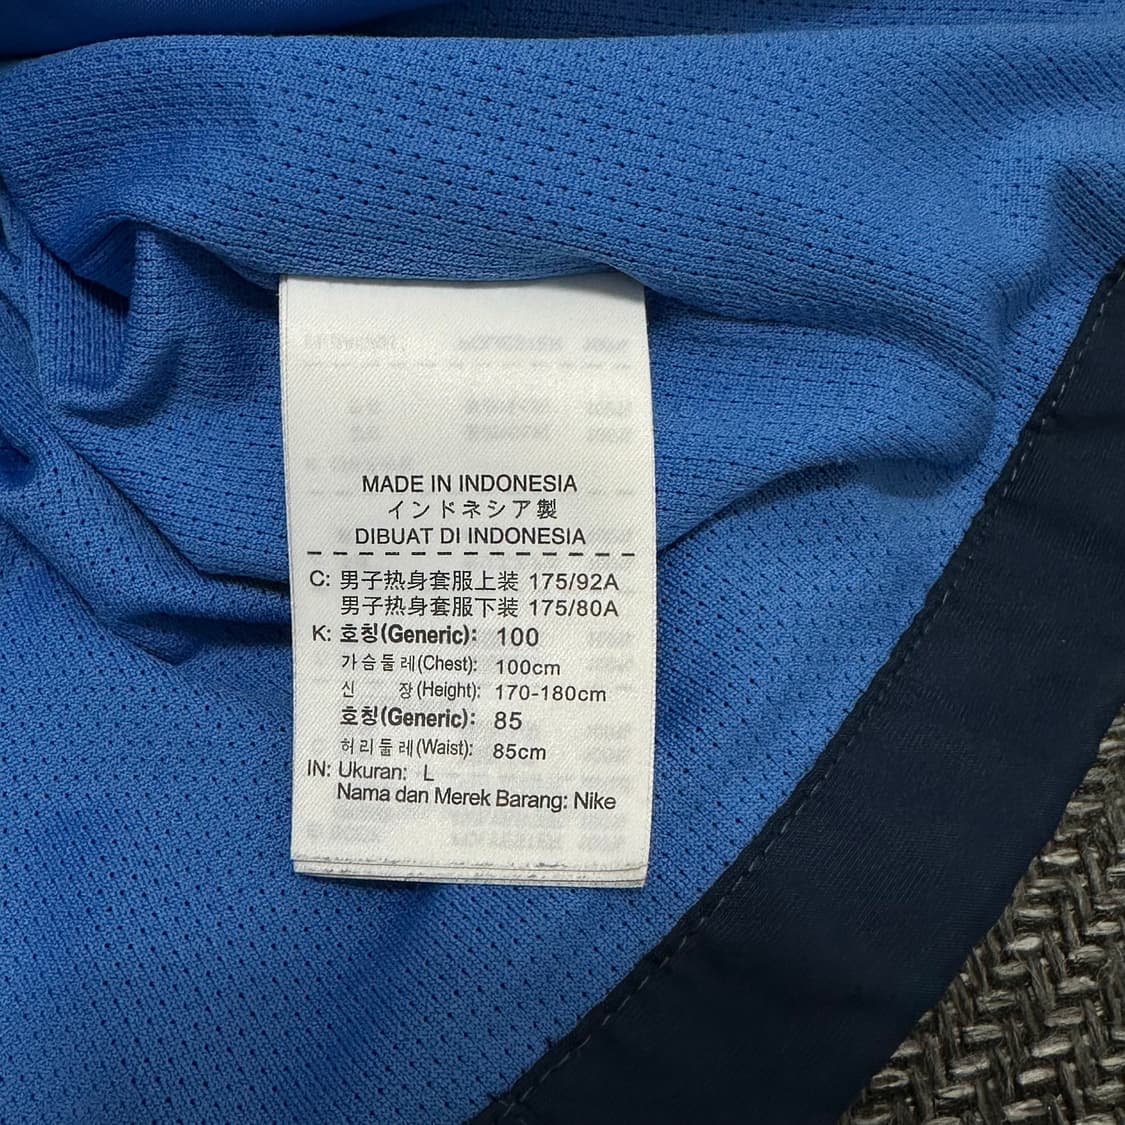 MADE IN INDONESIA
インドネシア製
DIBUAT DI INDONESIA
C: 男子热身套服上装 175/92A
男子热身套服下装 175/80A
K: 호칭(Generic): 100
가슴둘레(Chest): 100cm
신 장(Height): 170-180cm
호칭(Generic): 85
허리둘레(Waist): 85cm
IN: Ukuran: L
Nama dan Merek Barang: Nike